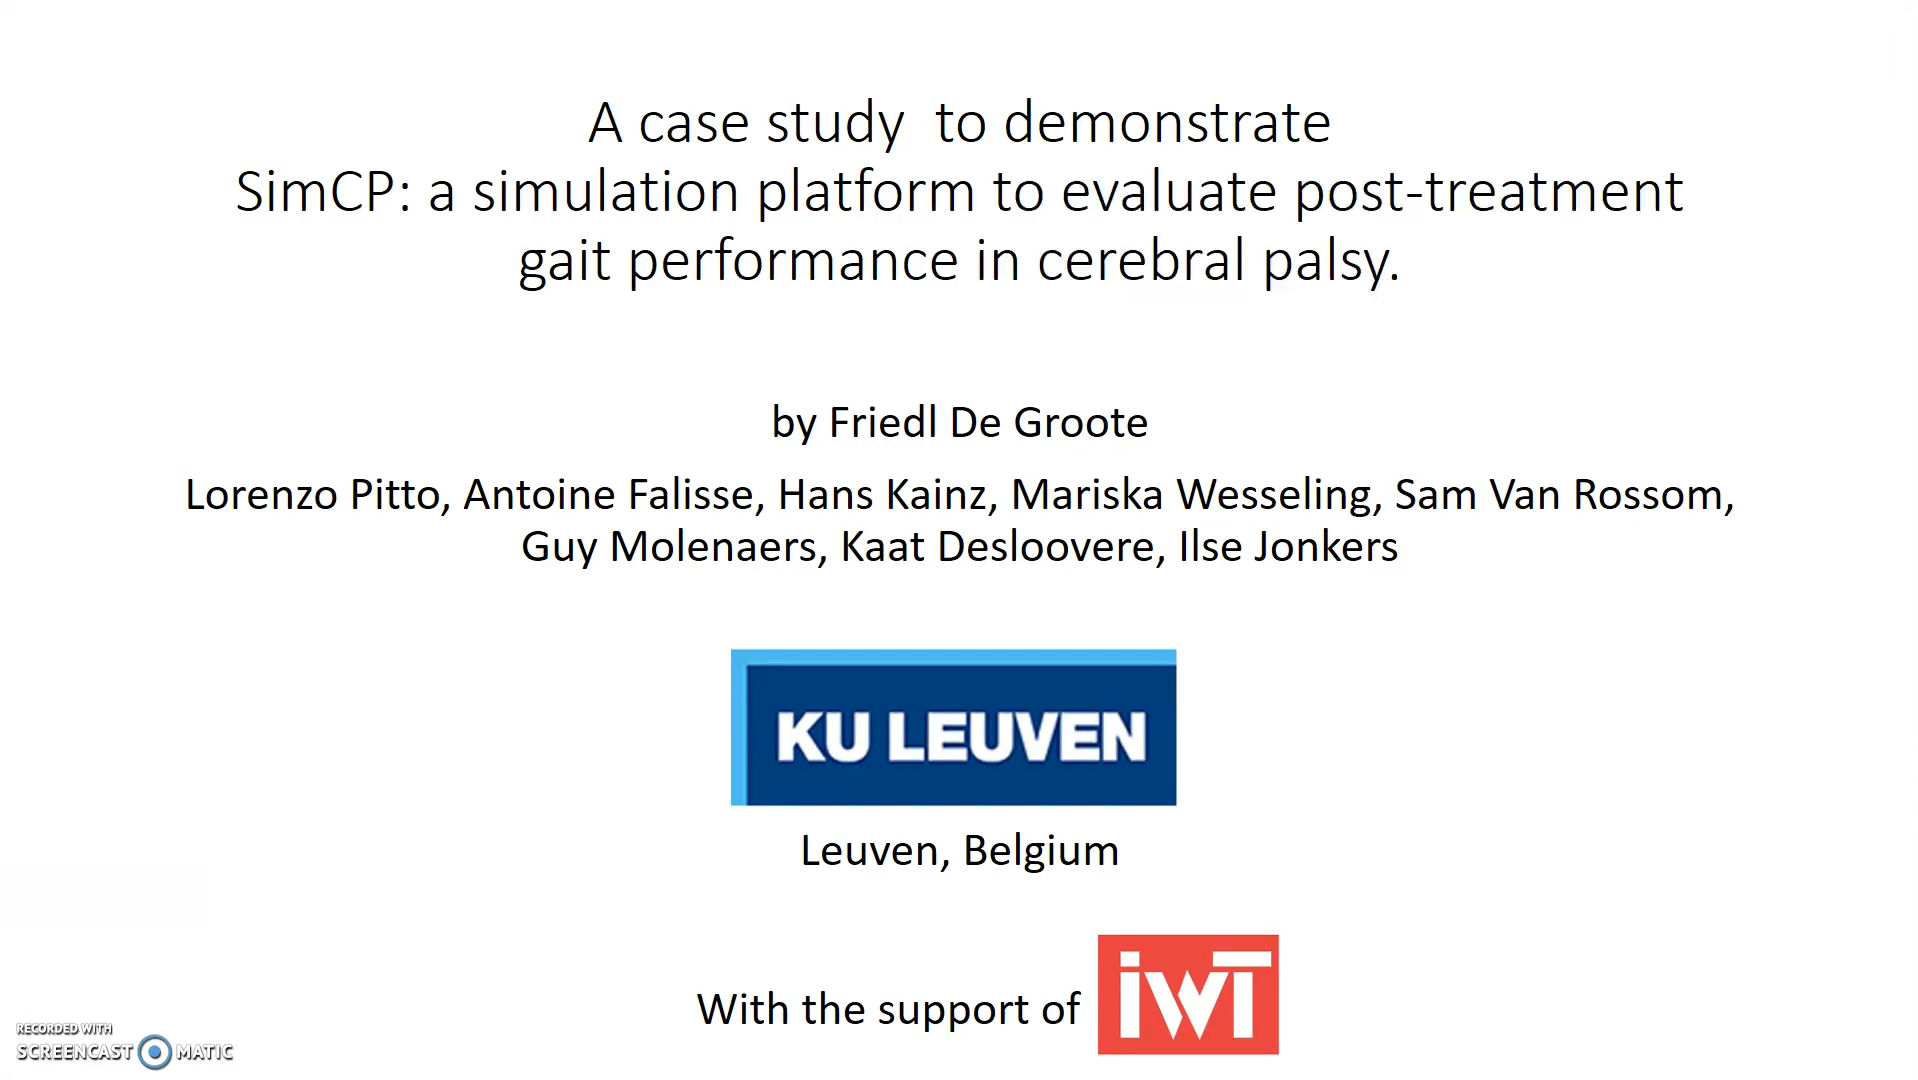 A case study  to demonstrate
SimCP: a simulation platform to evaluate post-treatment
gait performance in cerebral palsy.
by Friedl De Groote
Lorenzo Pitto, Antoine Falisse, Hans Kainz, Mariska Wesseling, Sam Van Rossom,
Guy Molenaers, Kaat Desloovere, Ilse Jonkers
KU LEUVEN
Leuven, Belgium
With the support of iwT
RECORDED WITH
SCREENCAST MATIC